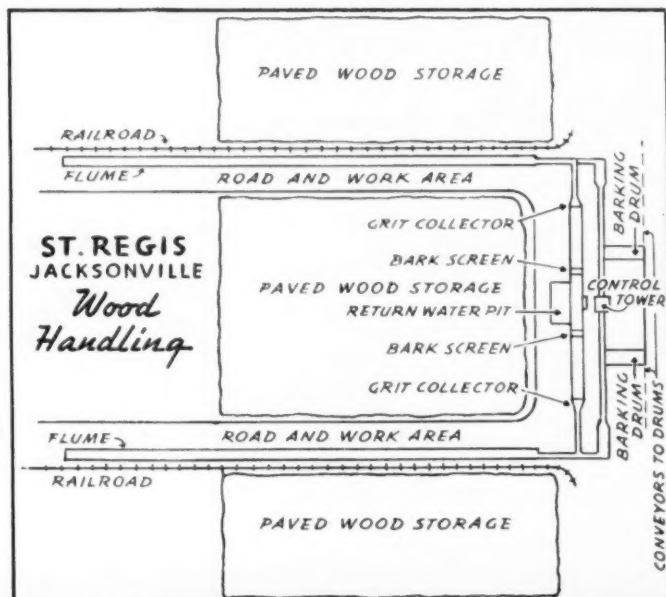 PAVED WOOD STORAGE
RAILROAD
FLUME
ROAD AND WORK AREA
BARKING
DRUM
GRIT COLLECTOR
ST. REGIS
JACKSONVILLE
Wood
Handling
BARK SCREEN
PAVED WOOD STORAGE
CONTROL
TOWER
RETURN WATER PIT
BARK SCREEN
GRIT COLLECTOR
BARKING
DRUM
CONVEYORS TO DRUMS
FLUME
ROAD AND WORK AREA
RAILROAD
PAVED WOOD STORAGE